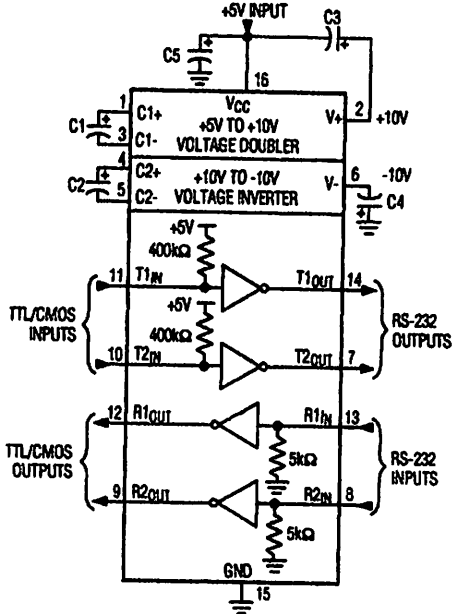 +5V INPUT
C3
C5
16
1
C1+
VCC
V+
2
+10V
C1
3
C1-
+5V TO +10V
VOLTAGE DOUBLER
4
C2+
+10V TO -10V
V-
6
-10V
C2
5
C2-
VOLTAGE INVERTER
C4
+5V
400kΩ
11
T1IN
T1OUT
14
+5V
TTL/CMOS
INPUTS
400kΩ
RS-232
OUTPUTS
10
T2IN
T2OUT
7
12
R1OUT
R1IN
13
TTL/CMOS
OUTPUTS
5kΩ
RS-232
INPUTS
9
R2OUT
R2IN
8
5kΩ
GND
15